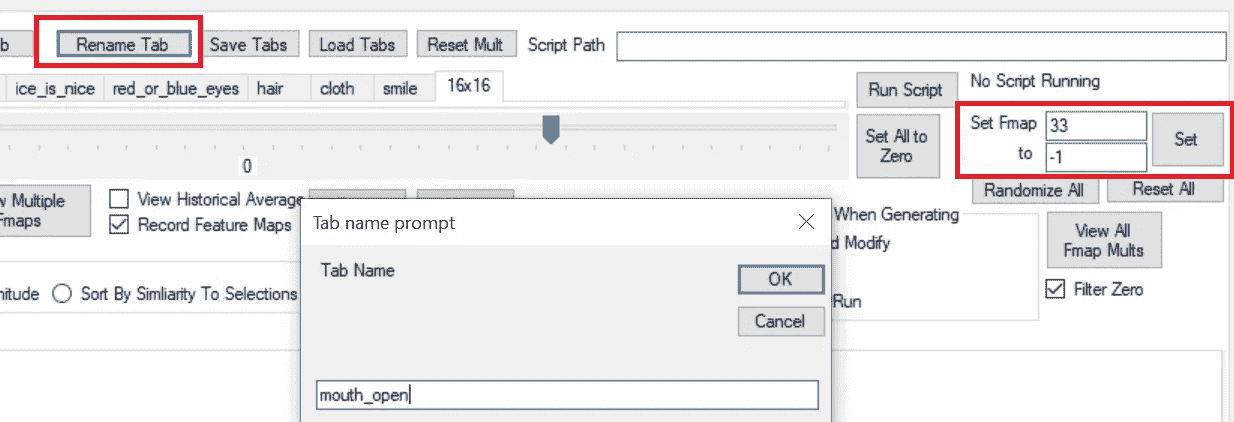 b Rename Tab Save Tabs Load Tabs Reset Mult Script Path
ice_is_nice red_or_blue_eyes hair cloth smile 16x16
Run Script No Script Running
Set Fmap 33
to -1 Set
Set All to
Zero
0
Randomize All Reset All
w Multiple
Fmaps
View Historical Average
Record Feature Maps
When Generating
d Modify
View All
Fmap Mults
nitude Sort By Simliarity To Selections
Run
Filter Zero
Tab name prompt
Tab Name
OK
Cancel
mouth_open